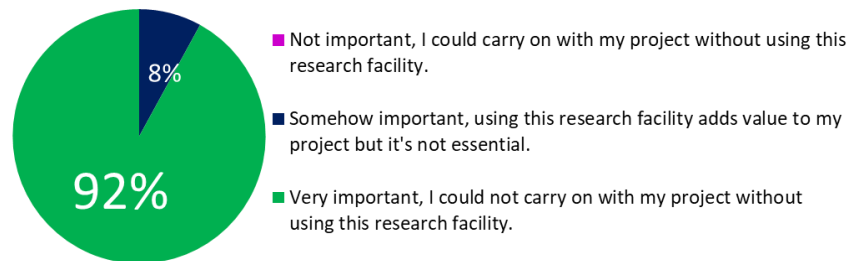 8%
92%
Not important, I could carry on with my project without using this
research facility.
Somehow important, using this research facility adds value to my
project but it's not essential.
Very important, I could not carry on with my project without
using this research facility.